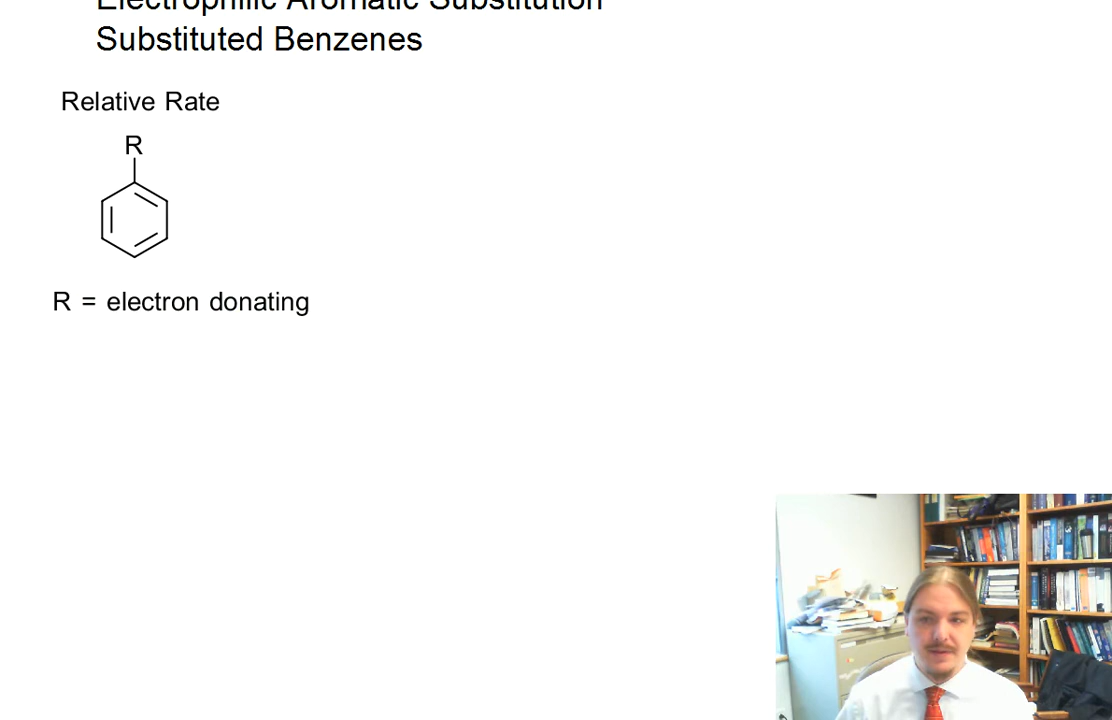 Electrophilic Aromatic Substitution
Substituted Benzenes
Relative Rate
R
R = electron donating